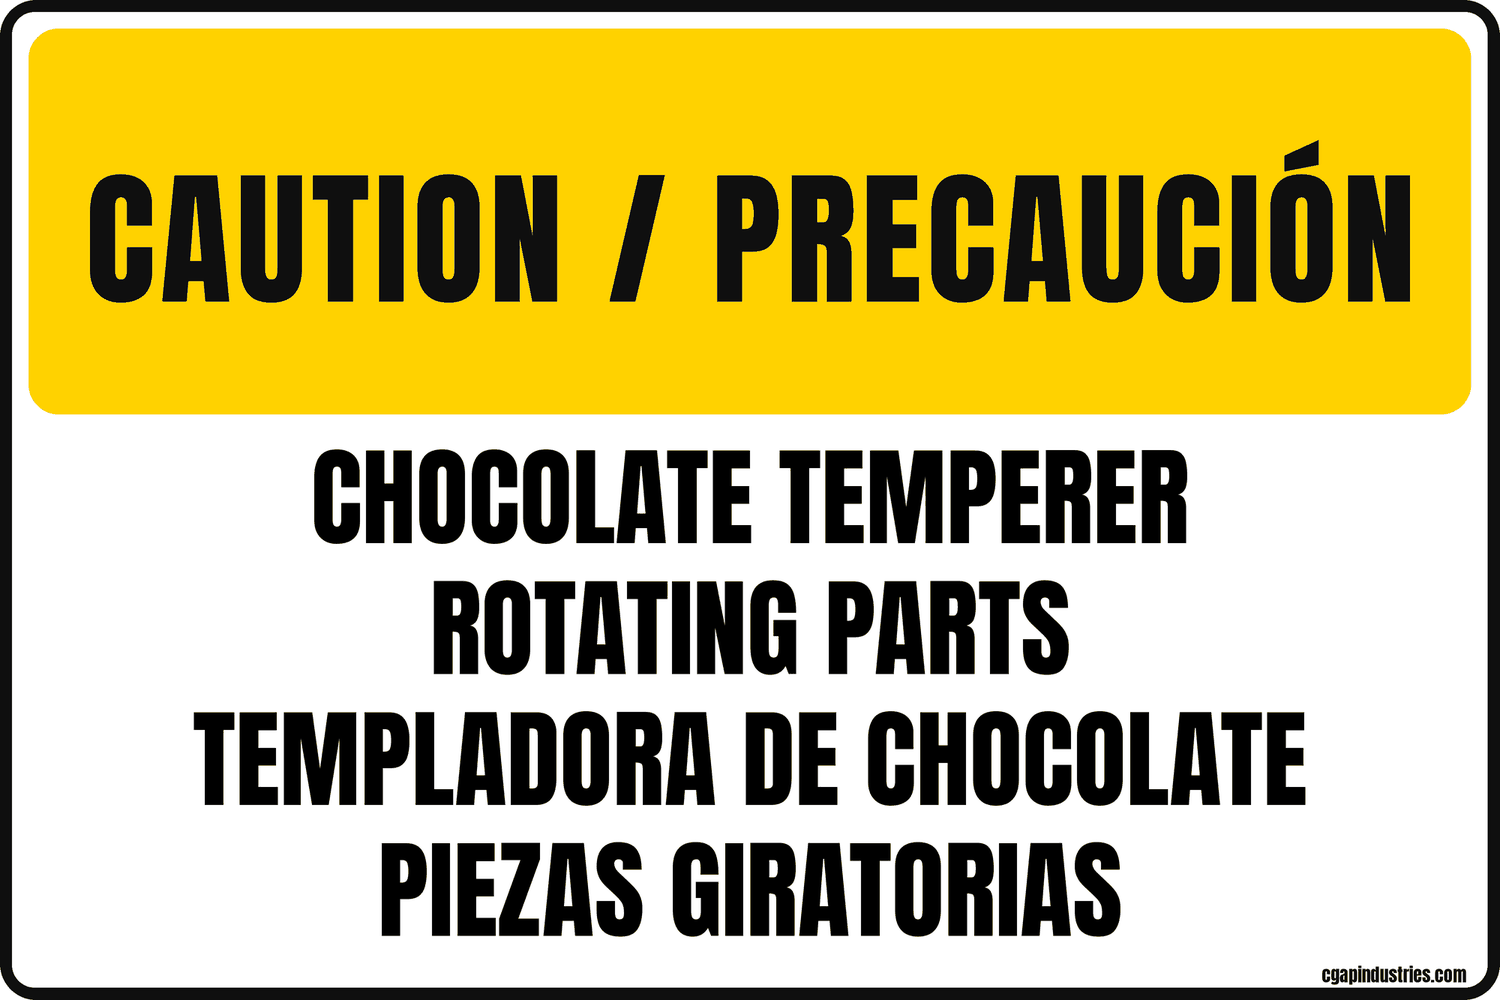 CAUTION / PRECAUCIÓN
CHOCOLATE TEMPERER
ROTATING PARTS
TEMPLADORA DE CHOCOLATE
PIEZAS GIRATORIAS
cgapindustries.com